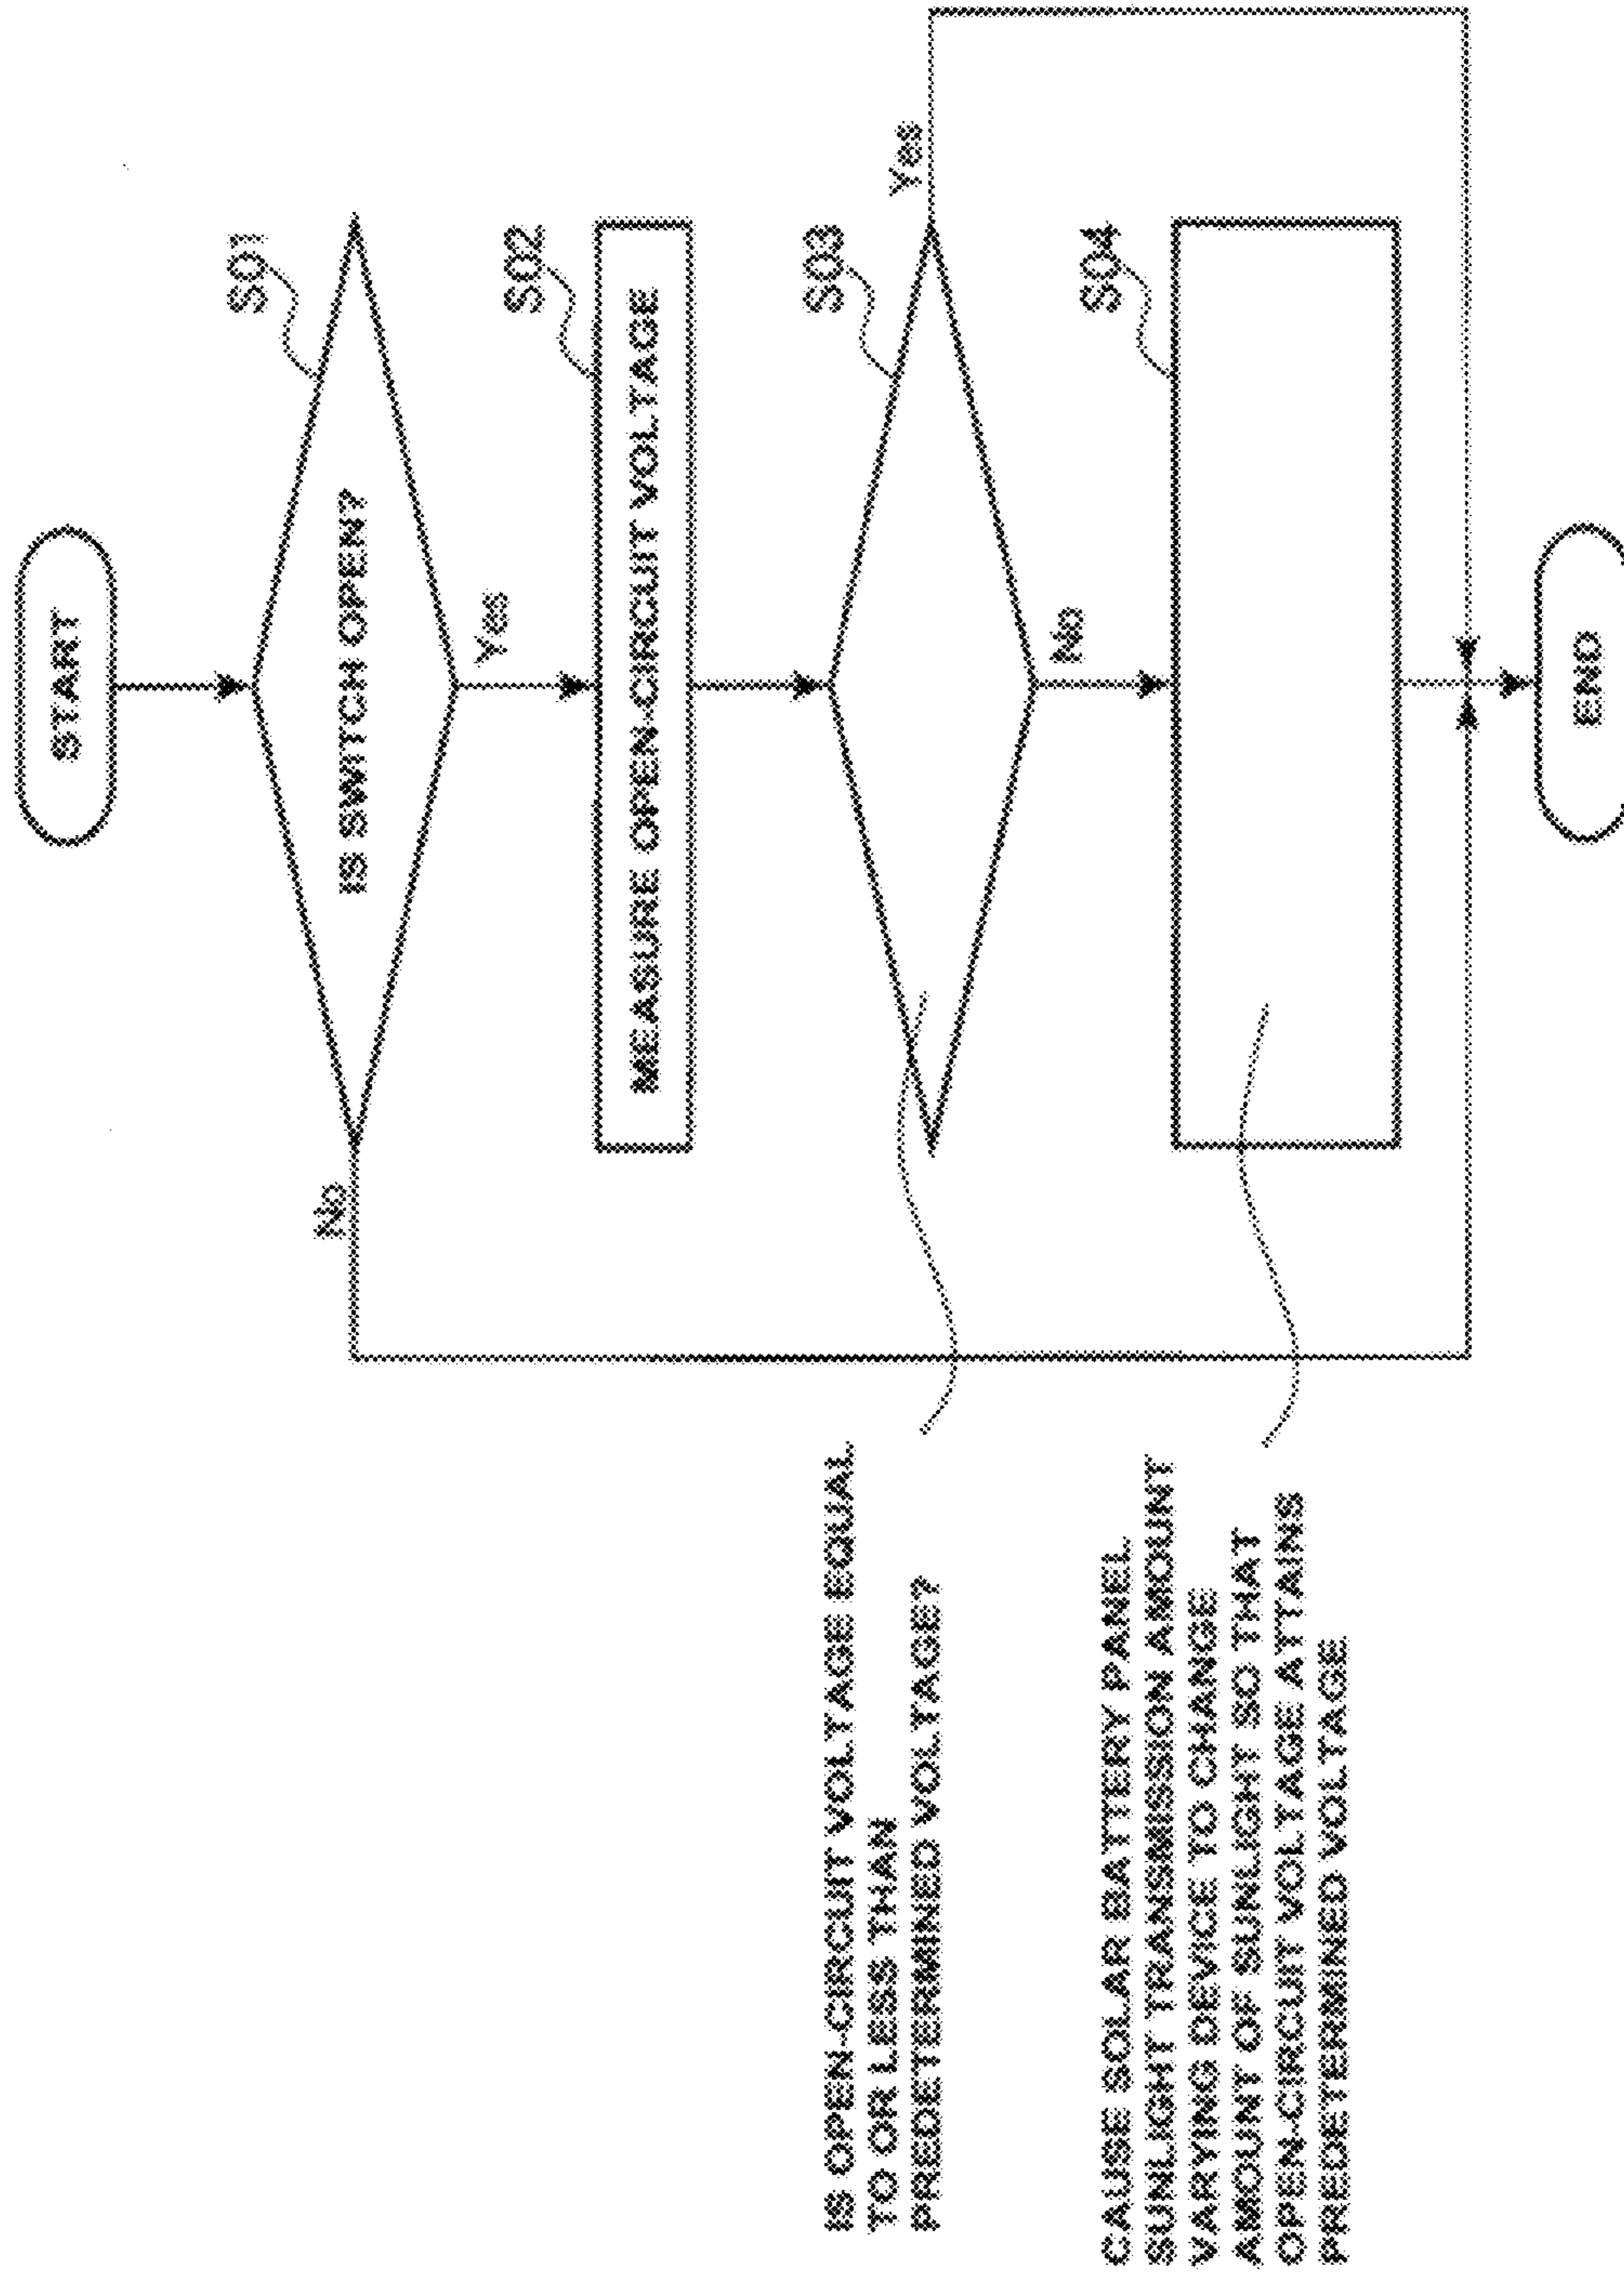 START
S01
IS SWITCH OPEN?
No
Yes
S02
MEASURE OPEN-CIRCUIT VOLTAGE
S03
Yes
IS OPEN-CIRCUIT VOLTAGE EQUAL
TO OR LESS THAN
PREDETERMINED VOLTAGE?
No
S04
CAUSE SOLAR BATTERY PANEL
SUNLIGHT TRANSMISSION AMOUNT
VARYING DEVICE TO CHANGE
AMOUNT OF SUNLIGHT SO THAT
OPEN-CIRCUIT VOLTAGE ATTAINS
PREDETERMINED VOLTAGE
END